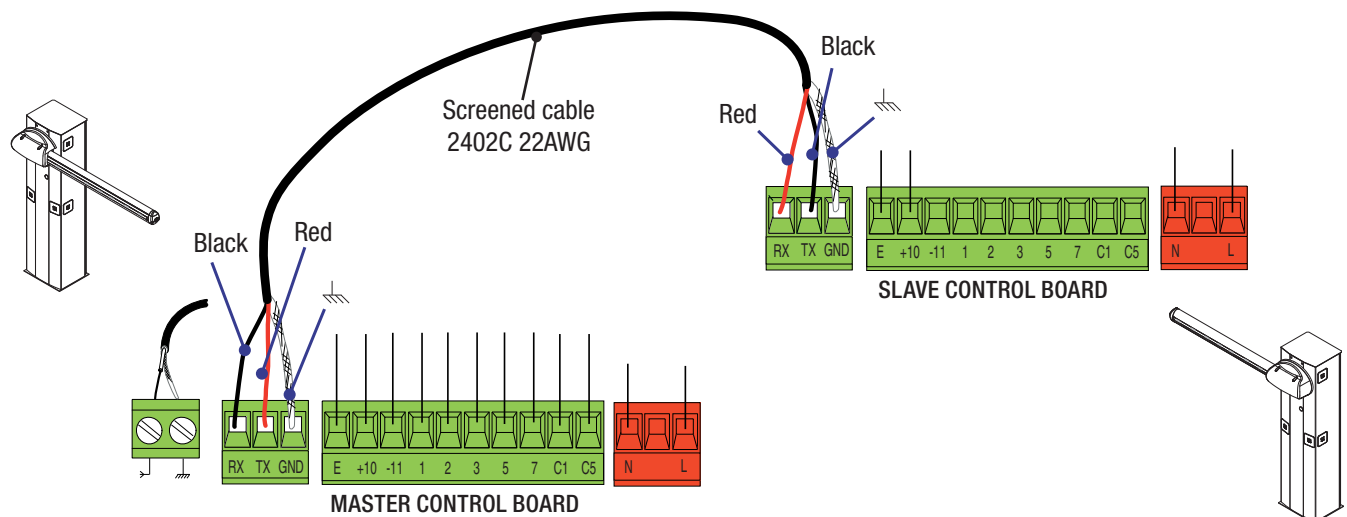 Black
Screened cable
2402C 22AWG
Red
RX TX GND
E +10 -11 1 2 3 5 7 C1 C5
N L
SLAVE CONTROL BOARD
Black
Red
RX TX GND
E +10 -11 1 2 3 5 7 C1 C5
N L
MASTER CONTROL BOARD